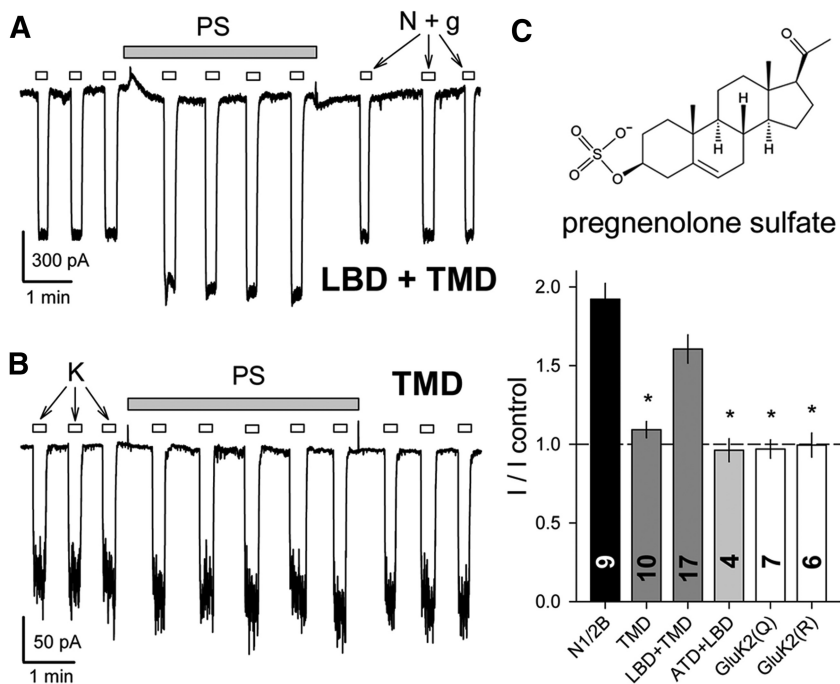 A
PS
N + g
300 pA
1 min
LBD + TMD
B
K
PS
TMD
50 pA
1 min
C
O
H
H
H
O
O⁻
S
O
O
pregnenolone sulfate
I / I control
2.0
1.5
1.0
0.5
0.0
*
*
*
*
9
10
17
4
7
6
N1/2B
TMD
LBD+TMD
ATD+LBD
GluK2(Q)
GluK2(R)